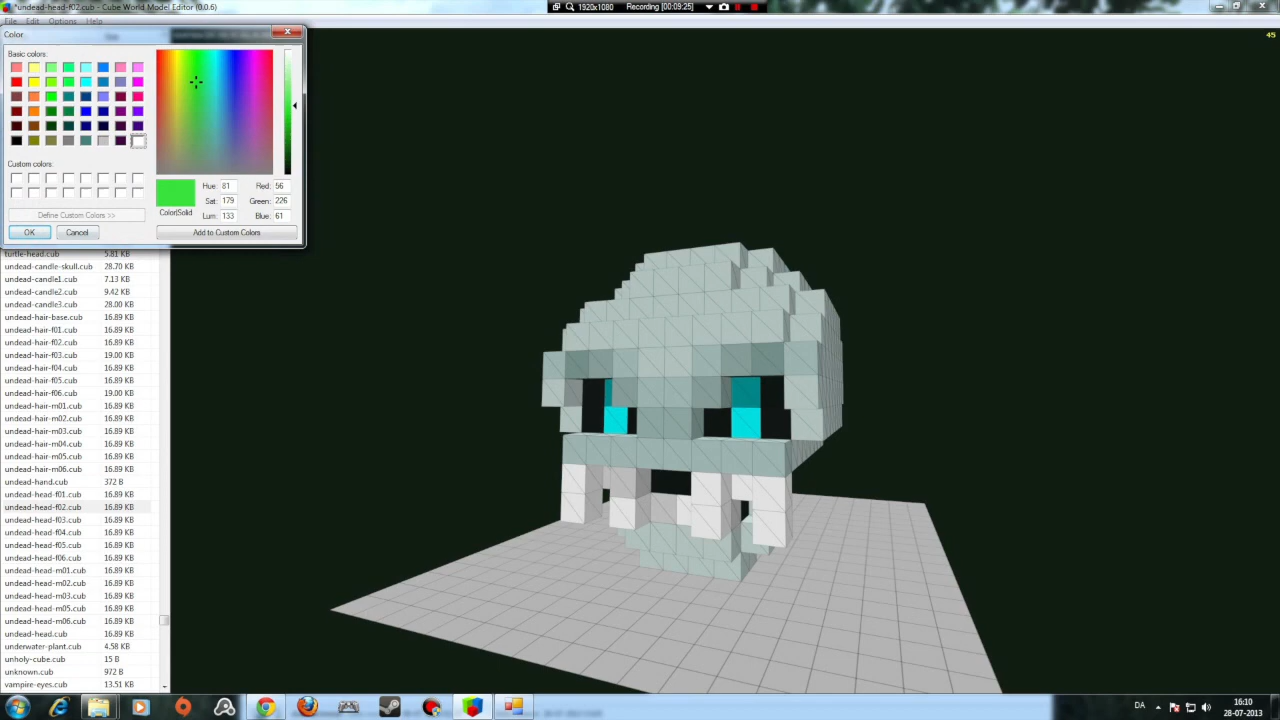 *undead-head-f02.cub - Cube World Model Editor (0.0.6)
1920x1080 Recording [00:09:25]
File Edit Options Help
45
Color
Basic colors:
Custom colors:
Define Custom Colors >>
OK Cancel
Color|Solid
Hue: 81 Red: 56
Sat: 179 Green: 226
Lum: 133 Blue: 61
Add to Custom Colors
turtle-head.cub 5.81 KB
undead-candle-skull.cub 28.70 KB
undead-candle1.cub 7.13 KB
undead-candle2.cub 9.42 KB
undead-candle3.cub 28.00 KB
undead-hair-base.cub 16.89 KB
undead-hair-f01.cub 16.89 KB
undead-hair-f02.cub 16.89 KB
undead-hair-f03.cub 19.00 KB
undead-hair-f04.cub 16.89 KB
undead-hair-f05.cub 16.89 KB
undead-hair-f06.cub 19.00 KB
undead-hair-m01.cub 16.89 KB
undead-hair-m02.cub 16.89 KB
undead-hair-m03.cub 16.89 KB
undead-hair-m04.cub 16.89 KB
undead-hair-m05.cub 16.89 KB
undead-hair-m06.cub 16.89 KB
undead-hand.cub 372 B
undead-head-f01.cub 16.89 KB
undead-head-f02.cub 16.89 KB
undead-head-f03.cub 16.89 KB
undead-head-f04.cub 16.89 KB
undead-head-f05.cub 16.89 KB
undead-head-f06.cub 16.89 KB
undead-head-m01.cub 16.89 KB
undead-head-m02.cub 16.89 KB
undead-head-m03.cub 16.89 KB
undead-head-m05.cub 16.89 KB
undead-head-m06.cub 16.89 KB
undead-head.cub 16.89 KB
underwater-plant.cub 4.58 KB
unholy-cube.cub 15 B
unknown.cub 972 B
vampire-eyes.cub 13.51 KB
DA
16:10
28-07-2013